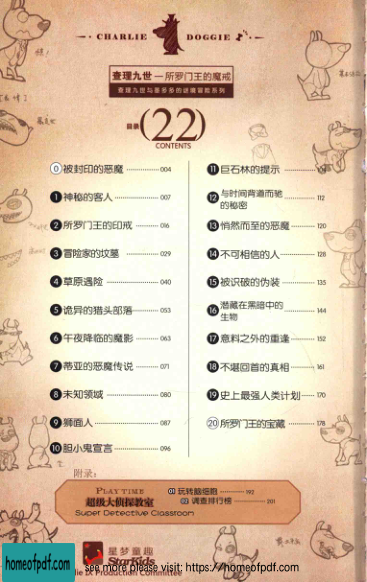 CHARLIE DOGGIE
查理九世—所罗门王的魔戒
查理九世与墨多多的谜境冒险系列
目录 (22)
CONTENTS
0 被封印的恶魔 004
1 神秘的客人 007
2 所罗门王的印戒 016
3 冒险家的坟墓 029
4 草原遇险 040
5 诡异的猎头部落 053
6 午夜降临的魔影 063
7 蒂亚的恶魔传说 071
8 未知领域 080
9 狮面人 087
10 胆小鬼宣言 096
11 巨石林的提示
12 与时间背道而驰
的秘密 112
13 悄然而至的恶魔 120
14 不可相信的人 128
15 被识破的伪装 135
16 潜藏在黑暗中的
生物 144
17 意料之外的重逢 152
18 不堪回首的真相 161
19 史上最强人类计划 170
20 所罗门王的宝藏 178
附录:
PLAY TIME
超级大侦探教室
Super Detective Classroom
01 玩转脑细胞 192
02 调查排行榜 201
星梦童趣
StarKids
IX Production Committee
homeofpdf.com
see more please visit: https://homeofpdf.com